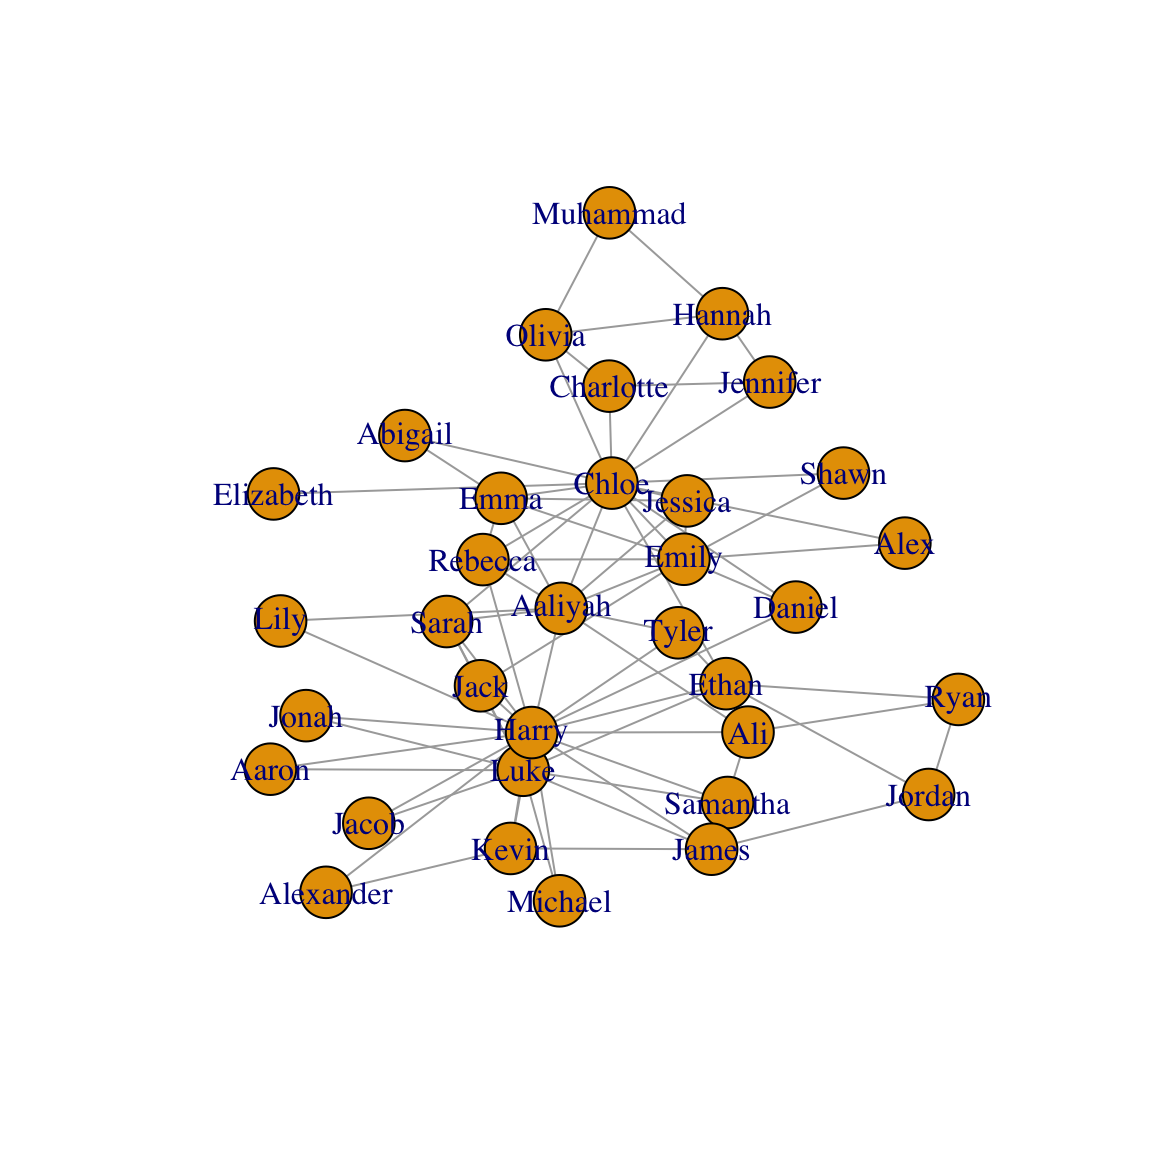 Muhammad
Hannah
Olivia
Charlotte
Jennifer
Abigail
Shawn
Chloe
Elizabeth
Emma
Jessica
Alex
Rebecca
Emily
Aaliyah
Daniel
Lily
Sarah
Tyler
Jack
Ethan
Ryan
Jonah
Harry
Ali
Aaron
Luke
Jordan
Samantha
Jacob
Kevin
James
Alexander
Michael